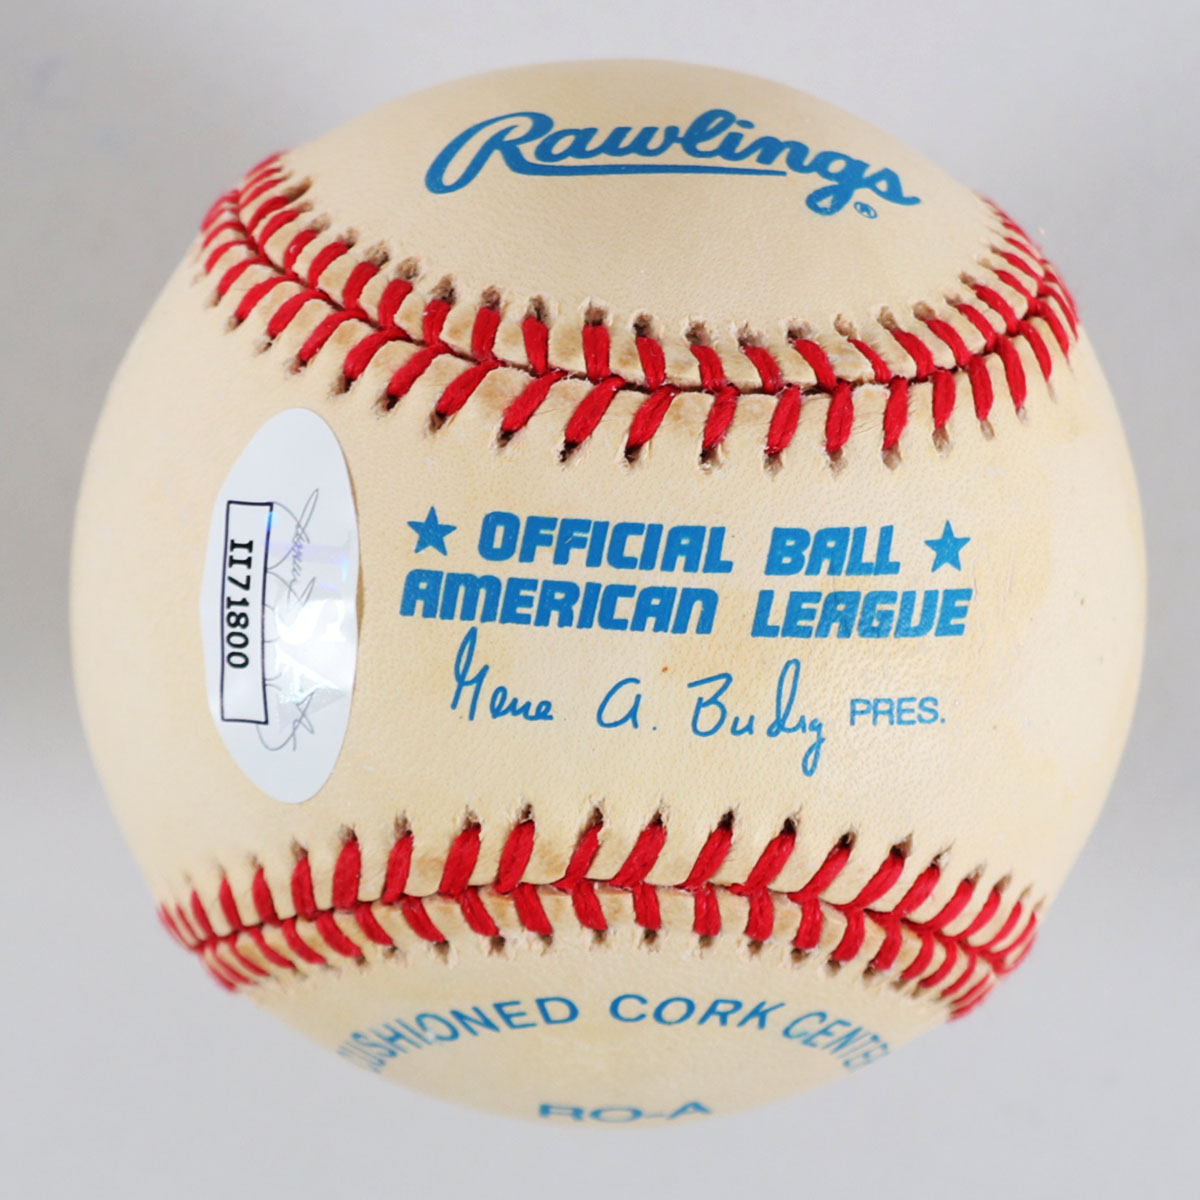 Rawlings®
★ OFFICIAL BALL ★
AMERICAN LEAGUE
Gene A. Budig PRES.
II71800
CUSHIONED CORK CENTER
RO-A